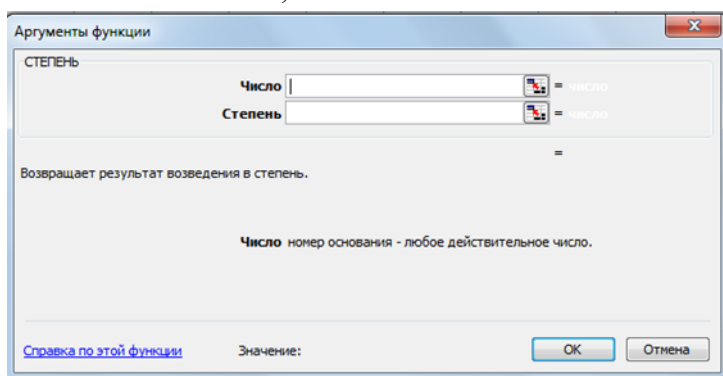 Аргументы функции
СТЕПЕНЬ
Число = число
Степень = число
=
Возвращает результат возведения в степень.
Число номер основания - любое действительное число.
Справка по этой функции Значение: ОК Отмена